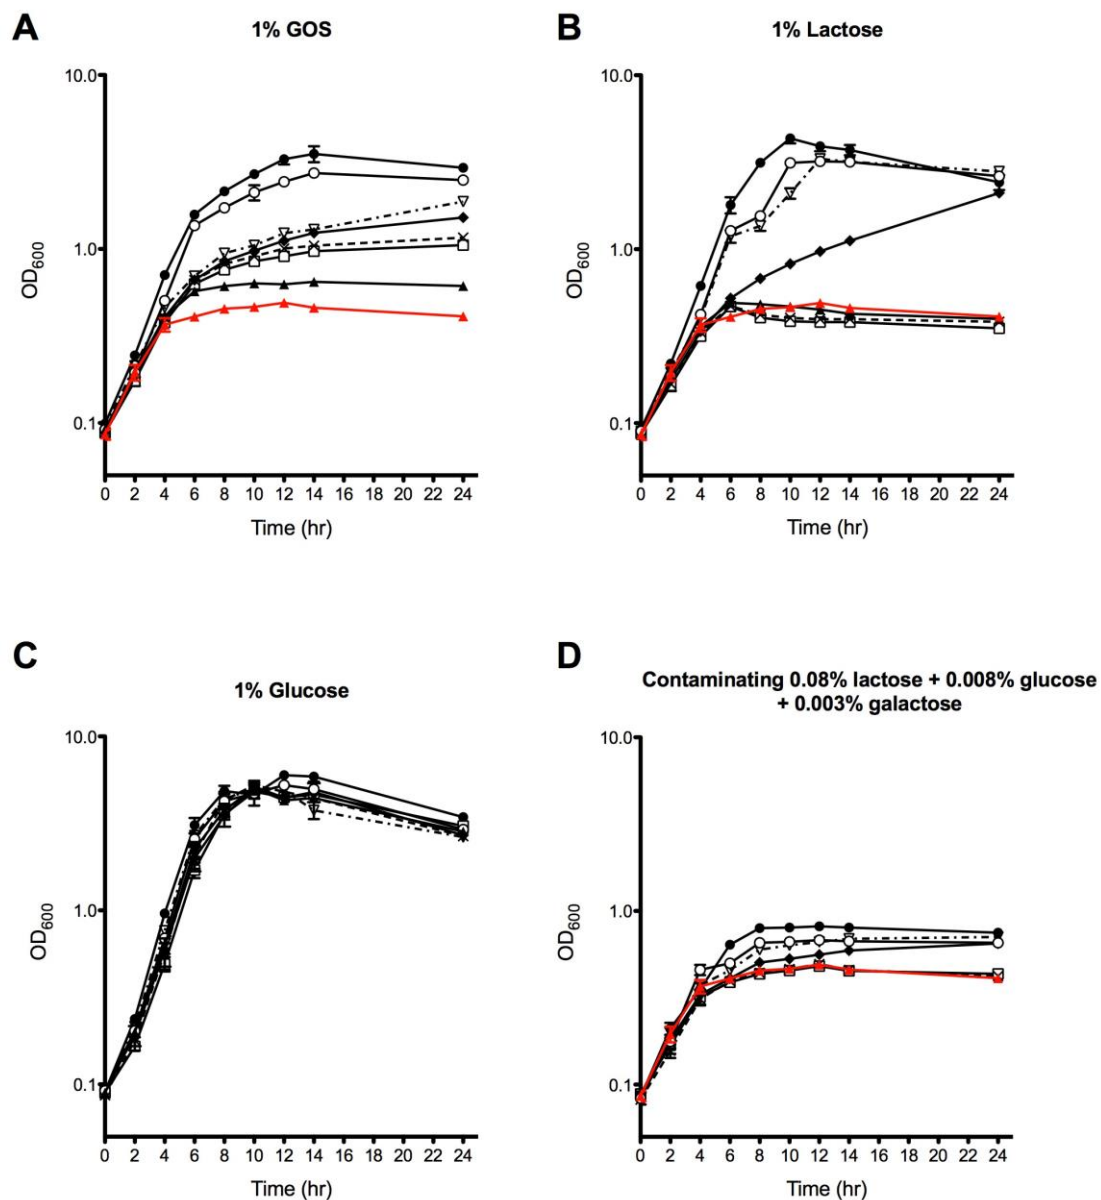 A
1% GOS
10.0
1.0
0.1
OD600
0 2 4 6 8 10 12 14 16 18 20 22 24
Time (hr)
B
1% Lactose
10.0
1.0
0.1
OD600
0 2 4 6 8 10 12 14 16 18 20 22 24
Time (hr)
C
1% Glucose
10.0
1.0
0.1
OD600
0 2 4 6 8 10 12 14 16 18 20 22 24
Time (hr)
D
Contaminating 0.08% lactose + 0.008% glucose
+ 0.003% galactose
10.0
1.0
0.1
OD600
0 2 4 6 8 10 12 14 16 18 20 22 24
Time (hr)